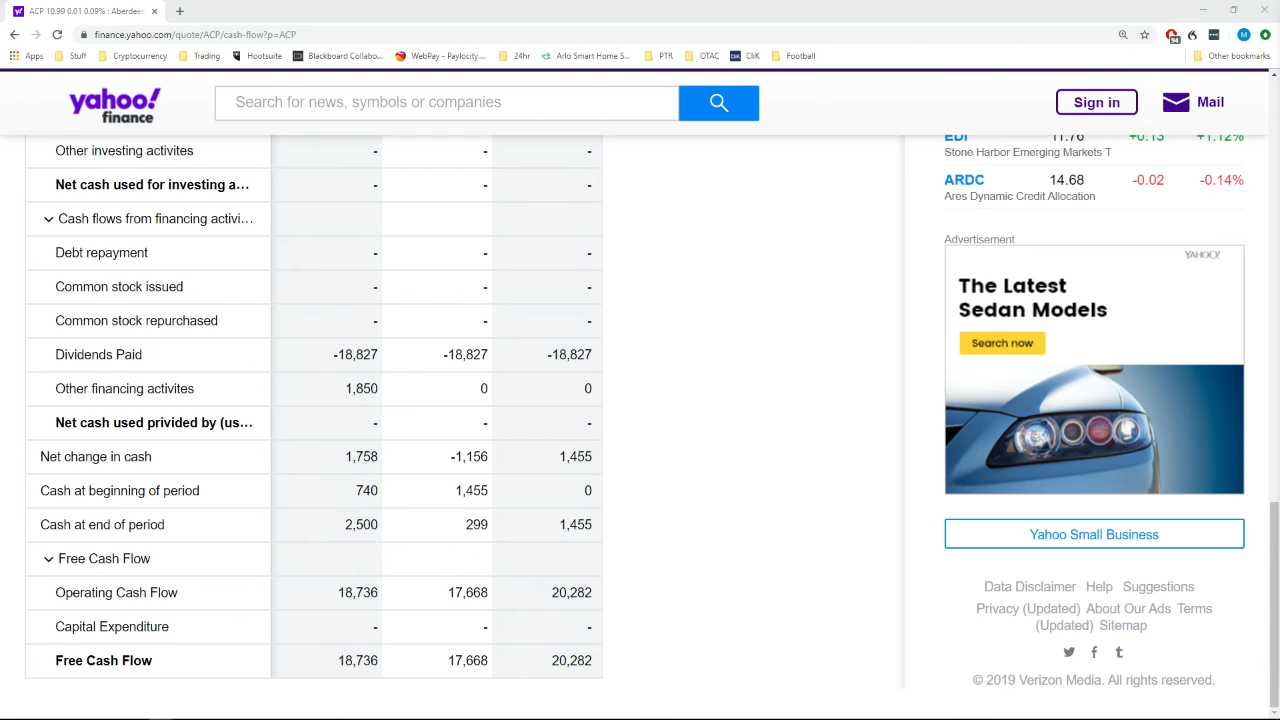 ACP 10.99 0.01 0.09% : Aberdee
finance.yahoo.com/quote/ACP/cash-flow?p=ACP
94
M
Apps Stuff Cryptocurrency Trading Hootsuite Blackboard Collabo... WebPay - Paylocity.... 24hr Arlo Smart Home S... PTR OTAC CliK Football Other bookmarks
yahoo! finance
Search for news, symbols or companies
Sign in
Mail
Other investing activites - - -
Net cash used for investing a... - - -
Cash flows from financing activi...
Debt repayment - - -
Common stock issued - - -
Common stock repurchased - - -
Dividends Paid -18,827 -18,827 -18,827
Other financing activites 1,850 0 0
Net cash used privided by (us... - - -
Net change in cash 1,758 -1,156 1,455
Cash at beginning of period 740 1,455 0
Cash at end of period 2,500 299 1,455
Free Cash Flow
Operating Cash Flow 18,736 17,668 20,282
Capital Expenditure - - -
Free Cash Flow 18,736 17,668 20,282
EDI 11.76 +0.13 +1.12%
Stone Harbor Emerging Markets T
ARDC 14.68 -0.02 -0.14%
Ares Dynamic Credit Allocation
Advertisement
YAHOO!
The Latest
Sedan Models
Search now
Yahoo Small Business
Data Disclaimer Help Suggestions
Privacy (Updated) About Our Ads Terms
(Updated) Sitemap
© 2019 Verizon Media. All rights reserved.